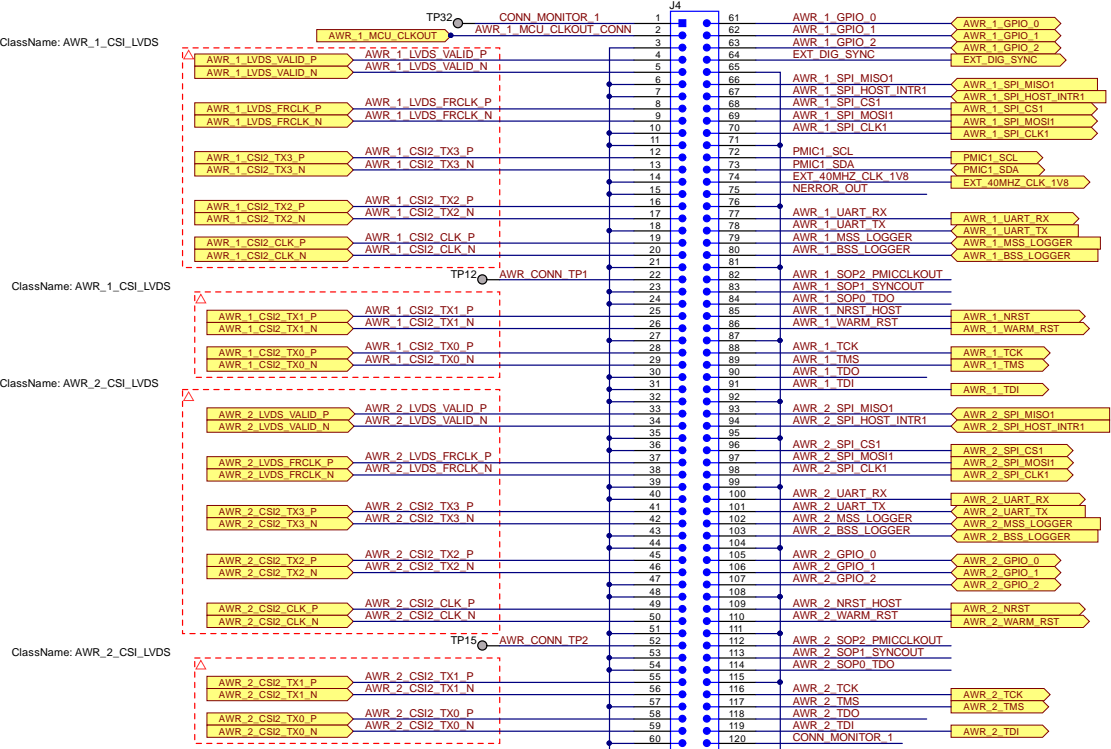 J4
TP32 CONN_MONITOR_1 1 61 AWR_1_GPIO_0 AWR_1_GPIO_0
AWR_1_MCU_CLKOUT AWR_1_MCU_CLKOUT_CONN 2 62 AWR_1_GPIO_1 AWR_1_GPIO_1
ClassName: AWR_1_CSI_LVDS 3 63 AWR_1_GPIO_2 AWR_1_GPIO_2
AWR_1_LVDS_VALID_P AWR_1_LVDS_VALID_P 4 64 EXT_DIG_SYNC EXT_DIG_SYNC
AWR_1_LVDS_VALID_N AWR_1_LVDS_VALID_N 5 65
6 66 AWR_1_SPI_MISO1 AWR_1_SPI_MISO1
7 67 AWR_1_SPI_HOST_INTR1 AWR_1_SPI_HOST_INTR1
AWR_1_LVDS_FRCLK_P AWR_1_LVDS_FRCLK_P 8 68 AWR_1_SPI_CS1 AWR_1_SPI_CS1
AWR_1_LVDS_FRCLK_N AWR_1_LVDS_FRCLK_N 9 69 AWR_1_SPI_MOSI1 AWR_1_SPI_MOSI1
10 70 AWR_1_SPI_CLK1 AWR_1_SPI_CLK1
11 71
AWR_1_CSI2_TX3_P AWR_1_CSI2_TX3_P 12 72 PMIC1_SCL PMIC1_SCL
AWR_1_CSI2_TX3_N AWR_1_CSI2_TX3_N 13 73 PMIC1_SDA PMIC1_SDA
14 74 EXT_40MHZ_CLK_1V8 EXT_40MHZ_CLK_1V8
15 75 NERROR_OUT
AWR_1_CSI2_TX2_P AWR_1_CSI2_TX2_P 16 76
AWR_1_CSI2_TX2_N AWR_1_CSI2_TX2_N 17 77 AWR_1_UART_RX AWR_1_UART_RX
18 78 AWR_1_UART_TX AWR_1_UART_TX
AWR_1_CSI2_CLK_P AWR_1_CSI2_CLK_P 19 79 AWR_1_MSS_LOGGER AWR_1_MSS_LOGGER
AWR_1_CSI2_CLK_N AWR_1_CSI2_CLK_N 20 80 AWR_1_BSS_LOGGER AWR_1_BSS_LOGGER
21 81
TP12 AWR_CONN_TP1 22 82 AWR_1_SOP2_PMICCLKOUT
ClassName: AWR_1_CSI_LVDS 23 83 AWR_1_SOP1_SYNCOUT
24 84 AWR_1_SOP0_TDO
AWR_1_CSI2_TX1_P AWR_1_CSI2_TX1_P 25 85 AWR_1_NRST_HOST AWR_1_NRST
AWR_1_CSI2_TX1_N AWR_1_CSI2_TX1_N 26 86 AWR_1_WARM_RST AWR_1_WARM_RST
27 87
AWR_1_CSI2_TX0_P AWR_1_CSI2_TX0_P 28 88 AWR_1_TCK AWR_1_TCK
AWR_1_CSI2_TX0_N AWR_1_CSI2_TX0_N 29 89 AWR_1_TMS AWR_1_TMS
30 90 AWR_1_TDO
ClassName: AWR_2_CSI_LVDS 31 91 AWR_1_TDI AWR_1_TDI
32 92
AWR_2_LVDS_VALID_P AWR_2_LVDS_VALID_P 33 93 AWR_2_SPI_MISO1 AWR_2_SPI_MISO1
AWR_2_LVDS_VALID_N AWR_2_LVDS_VALID_N 34 94 AWR_2_SPI_HOST_INTR1 AWR_2_SPI_HOST_INTR1
35 95
36 96 AWR_2_SPI_CS1 AWR_2_SPI_CS1
AWR_2_LVDS_FRCLK_P AWR_2_LVDS_FRCLK_P 37 97 AWR_2_SPI_MOSI1 AWR_2_SPI_MOSI1
AWR_2_LVDS_FRCLK_N AWR_2_LVDS_FRCLK_N 38 98 AWR_2_SPI_CLK1 AWR_2_SPI_CLK1
39 99
40 100 AWR_2_UART_RX AWR_2_UART_RX
AWR_2_CSI2_TX3_P AWR_2_CSI2_TX3_P 41 101 AWR_2_UART_TX AWR_2_UART_TX
AWR_2_CSI2_TX3_N AWR_2_CSI2_TX3_N 42 102 AWR_2_MSS_LOGGER AWR_2_MSS_LOGGER
43 103 AWR_2_BSS_LOGGER AWR_2_BSS_LOGGER
44 104
AWR_2_CSI2_TX2_P AWR_2_CSI2_TX2_P 45 105 AWR_2_GPIO_0 AWR_2_GPIO_0
AWR_2_CSI2_TX2_N AWR_2_CSI2_TX2_N 46 106 AWR_2_GPIO_1 AWR_2_GPIO_1
47 107 AWR_2_GPIO_2 AWR_2_GPIO_2
48 108
AWR_2_CSI2_CLK_P AWR_2_CSI2_CLK_P 49 109 AWR_2_NRST_HOST AWR_2_NRST
AWR_2_CSI2_CLK_N AWR_2_CSI2_CLK_N 50 110 AWR_2_WARM_RST AWR_2_WARM_RST
51 111
TP15 AWR_CONN_TP2 52 112 AWR_2_SOP2_PMICCLKOUT
ClassName: AWR_2_CSI_LVDS 53 113 AWR_2_SOP1_SYNCOUT
54 114 AWR_2_SOP0_TDO
AWR_2_CSI2_TX1_P AWR_2_CSI2_TX1_P 55 115
AWR_2_CSI2_TX1_N AWR_2_CSI2_TX1_N 56 116 AWR_2_TCK AWR_2_TCK
57 117 AWR_2_TMS AWR_2_TMS
AWR_2_CSI2_TX0_P AWR_2_CSI2_TX0_P 58 118 AWR_2_TDO
AWR_2_CSI2_TX0_N AWR_2_CSI2_TX0_N 59 119 AWR_2_TDI AWR_2_TDI
60 120 CONN_MONITOR_1